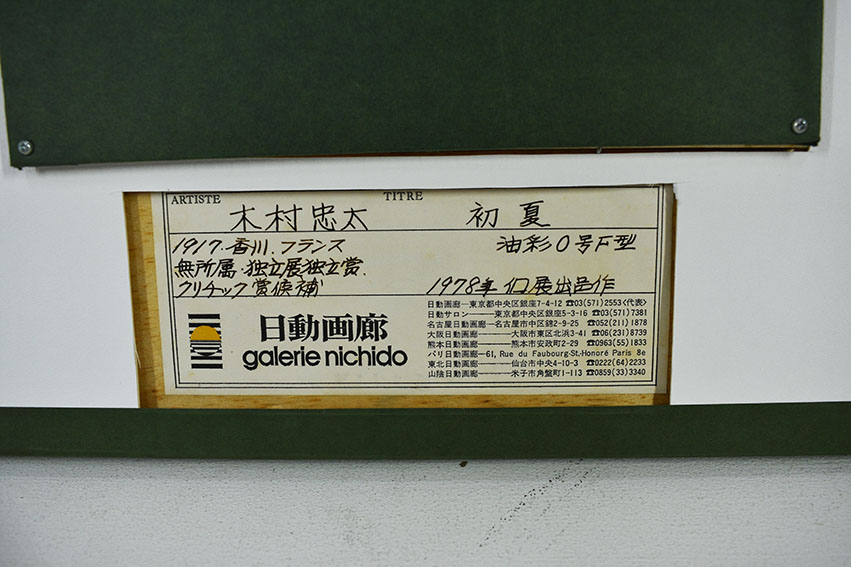 ARTISTE TITRE
木村忠太 初夏
1917. 香川. フランス 油彩0号F型
無所属・独立展独立賞.
クリチック賞候補 1978年 個展出品作
日動画廊
galerie nichido
日動画廊―東京都中央区銀座7-4-12 ☎03(571)2553〈代表〉
日動サロン―東京都中央区銀座5-3-16 ☎03(571)7381
名古屋日動画廊―名古屋市中区錦2-9-25 ☎052(211)1878
大阪日動画廊―大阪市東区北浜3-41 ☎06(231)8739
熊本日動画廊―熊本市安政町2-29 ☎0963(55)1833
パリ日動画廊―61, Rue du Faubourg-St-Honoré Paris 8e
東北日動画廊―仙台市中央4-10-3 ☎0222(64)2233
山陰日動画廊―米子市角盤町1-113 ☎0859(33)3340